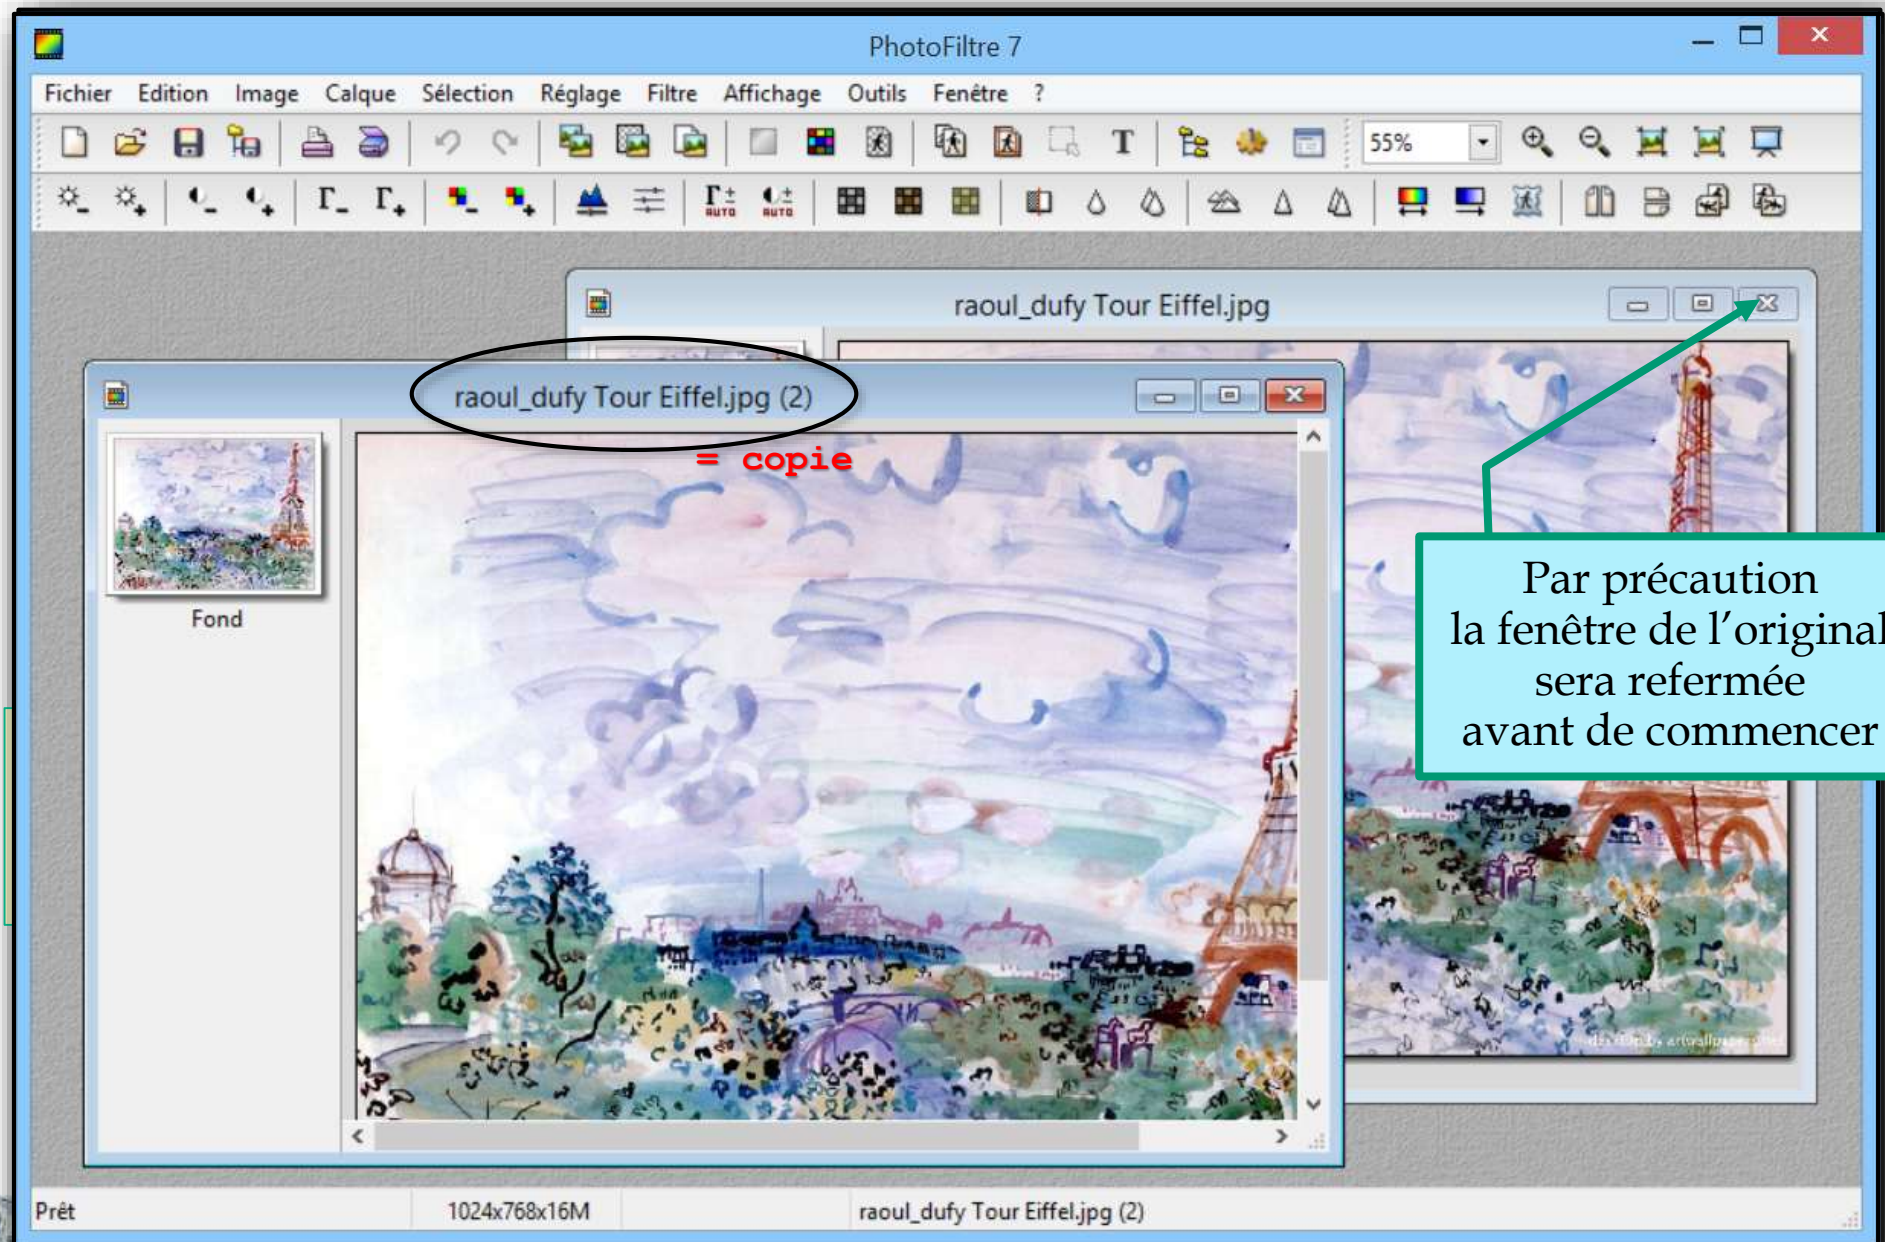 PhotoFiltre 7
Fichier Edition Image Calque Sélection Réglage Filtre Affichage Outils Fenêtre ?
T 55%
Γ Γ Γ AUTO AUTO
raoul_dufy Tour Eiffel.jpg
raoul_dufy Tour Eiffel.jpg (2)
= copie
Fond
Par précaution
la fenêtre de l’original
sera refermée
avant de commencer
Prêt 1024x768x16M raoul_dufy Tour Eiffel.jpg (2)